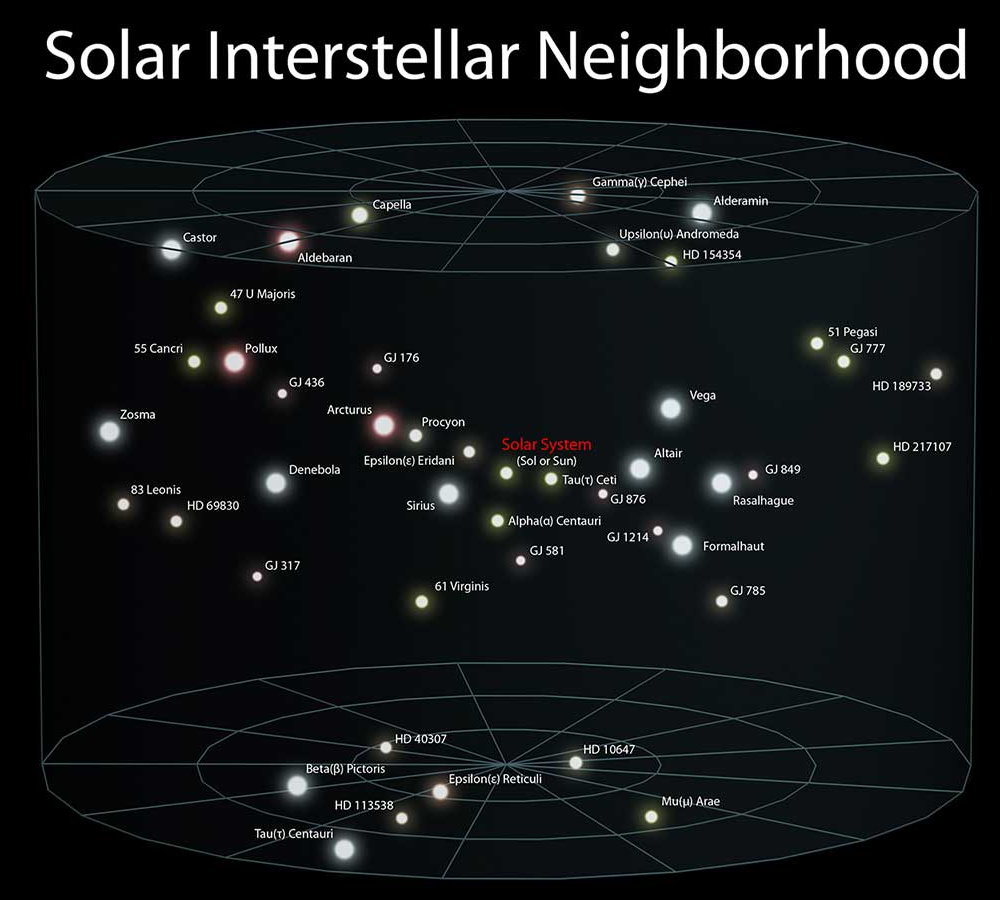 Solar Interstellar Neighborhood
Gamma(γ) Cephei
Capella
Alderamin
Castor
Upsilon(υ) Andromeda
Aldebaran
HD 154354
47 U Majoris
51 Pegasi
55 Cancri
Pollux
GJ 777
GJ 176
GJ 436
HD 189733
Vega
Arcturus
Zosma
Procyon
Solar System
HD 217107
Epsilon(ε) Eridani
(Sol or Sun)
Altair
Denebola
GJ 849
Tau(τ) Ceti
83 Leonis
GJ 876
Rasalhague
HD 69830
Sirius
Alpha(α) Centauri
GJ 1214
Formalhaut
GJ 581
GJ 317
61 Virginis
GJ 785
HD 40307
HD 10647
Beta(β) Pictoris
Epsilon(ε) Reticuli
HD 113538
Mu(μ) Arae
Tau(τ) Centauri